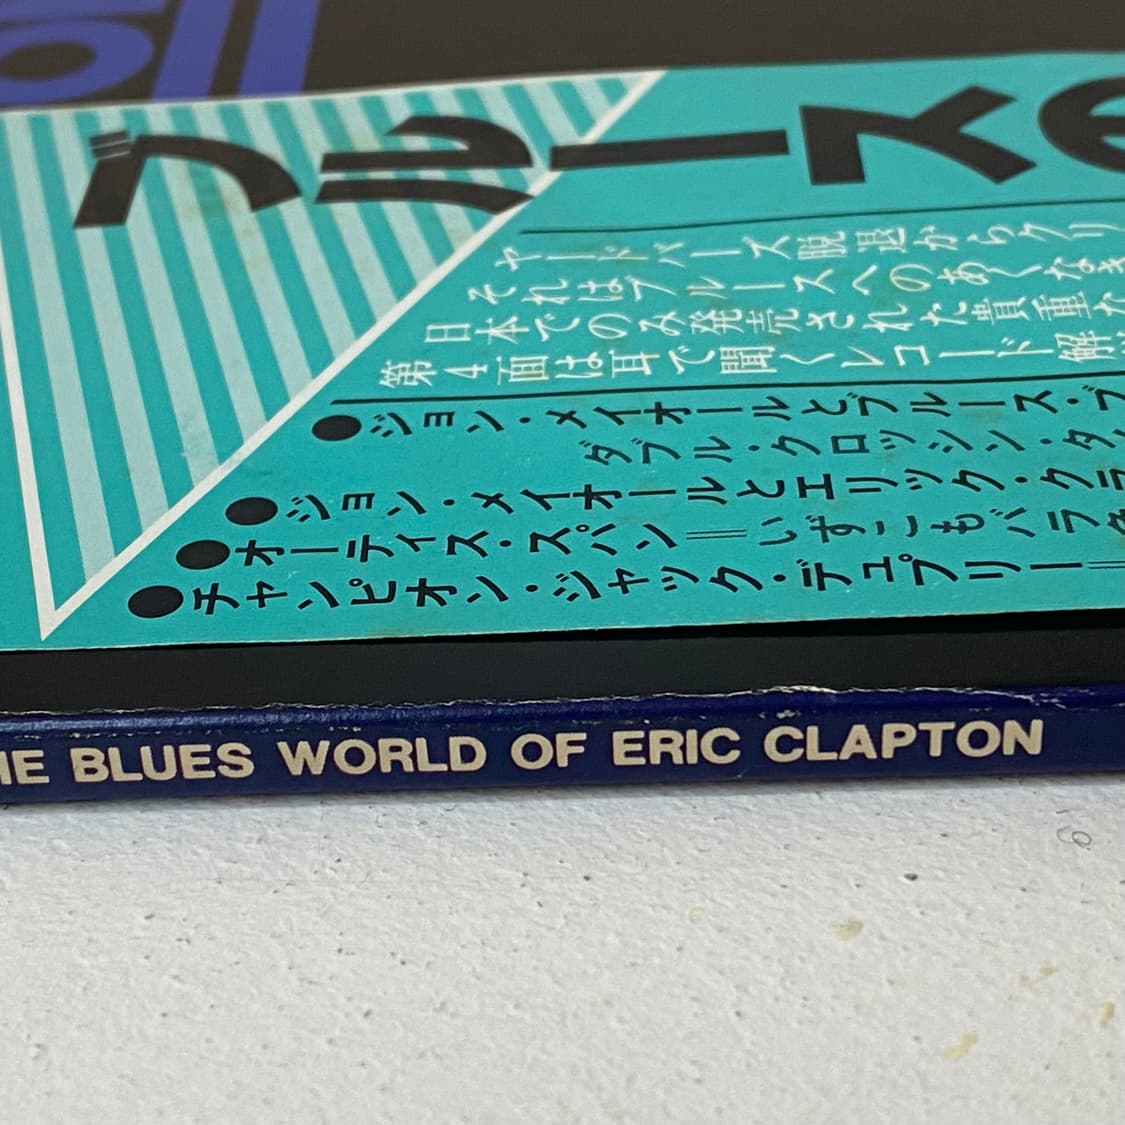 ブルース
ヤードバーズ脱退からクリ
それはブルースへのあくなき
日本でのみ発売された貴重な
第4面は耳で聞くレコード解
●ジョン・メイオールとブルース・ブ
ダブル・クロッシン・タ
●ジョン・メイオールとエリック・クラ
●オーティス・スパン=いずこもバラ
●チャンピオン・ジャック・デュプリー=
BLUES WORLD OF ERIC CLAPTON